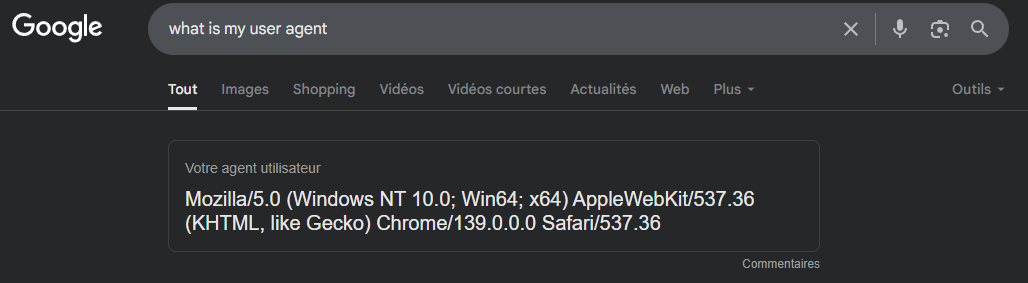 Google
what is my user agent
Tout Images Shopping Vidéos Vidéos courtes Actualités Web Plus Outils
Votre agent utilisateur
Mozilla/5.0 (Windows NT 10.0; Win64; x64) AppleWebKit/537.36
(KHTML, like Gecko) Chrome/139.0.0.0 Safari/537.36
Commentaires